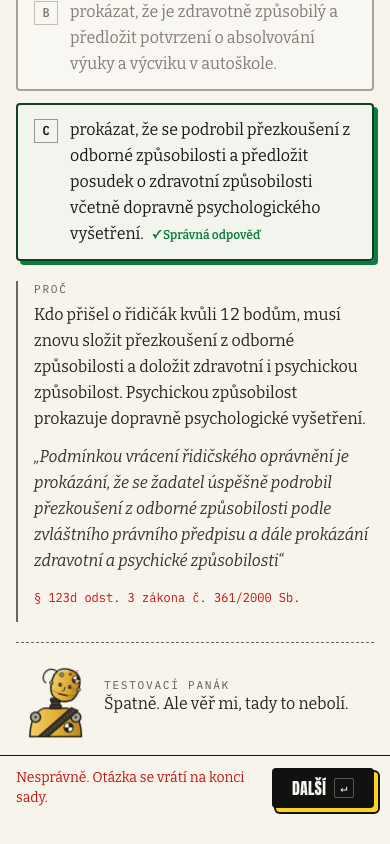 B prokázat, že je zdravotně způsobilý a
předložit potvrzení o absolvování
výuky a výcviku v autoškole.
C prokázat, že se podrobil přezkoušení z
odborné způsobilosti a předložit
posudek o zdravotní způsobilosti
včetně dopravně psychologického
vyšetření. ✓Správná odpověď
PROČ
Kdo přišel o řidičák kvůli 12 bodům, musí
znovu složit přezkoušení z odborné
způsobilosti a doložit zdravotní i psychickou
způsobilost. Psychickou způsobilost
prokazuje dopravně psychologické vyšetření.
„Podmínkou vrácení řidičského oprávnění je
prokázání, že se žadatel úspěšně podrobil
přezkoušení z odborné způsobilosti podle
zvláštního právního předpisu a dále prokázání
zdravotní a psychické způsobilosti“
§ 123d odst. 3 zákona č. 361/2000 Sb.
TESTOVACÍ PANÁK
Špatně. Ale věř mi, tady to nebolí.
Nesprávně. Otázka se vrátí na konci
sady.
DALŠÍ ↵